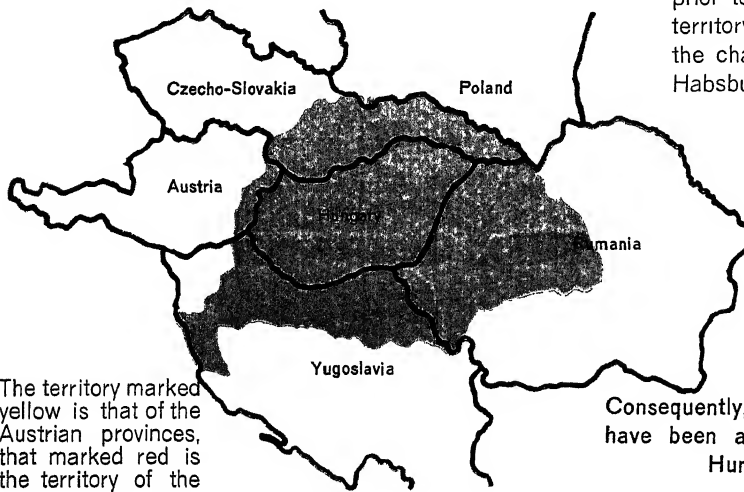 prior to
territory
the cha
Habsbu
Czecho-Slovakia
Poland
Austria
Hungary
Rumania
Yugoslavia
The territory marked
yellow is that of the
Austrian provinces,
that marked red is
the territory of the
Consequently,
have been a
Hun